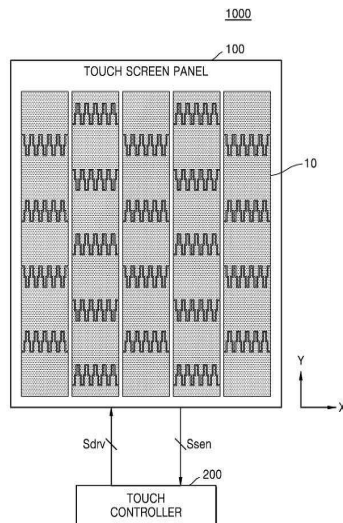 1000
100
TOUCH SCREEN PANEL
10
Y
X
Sdrv
Ssen
200
TOUCH
CONTROLLER